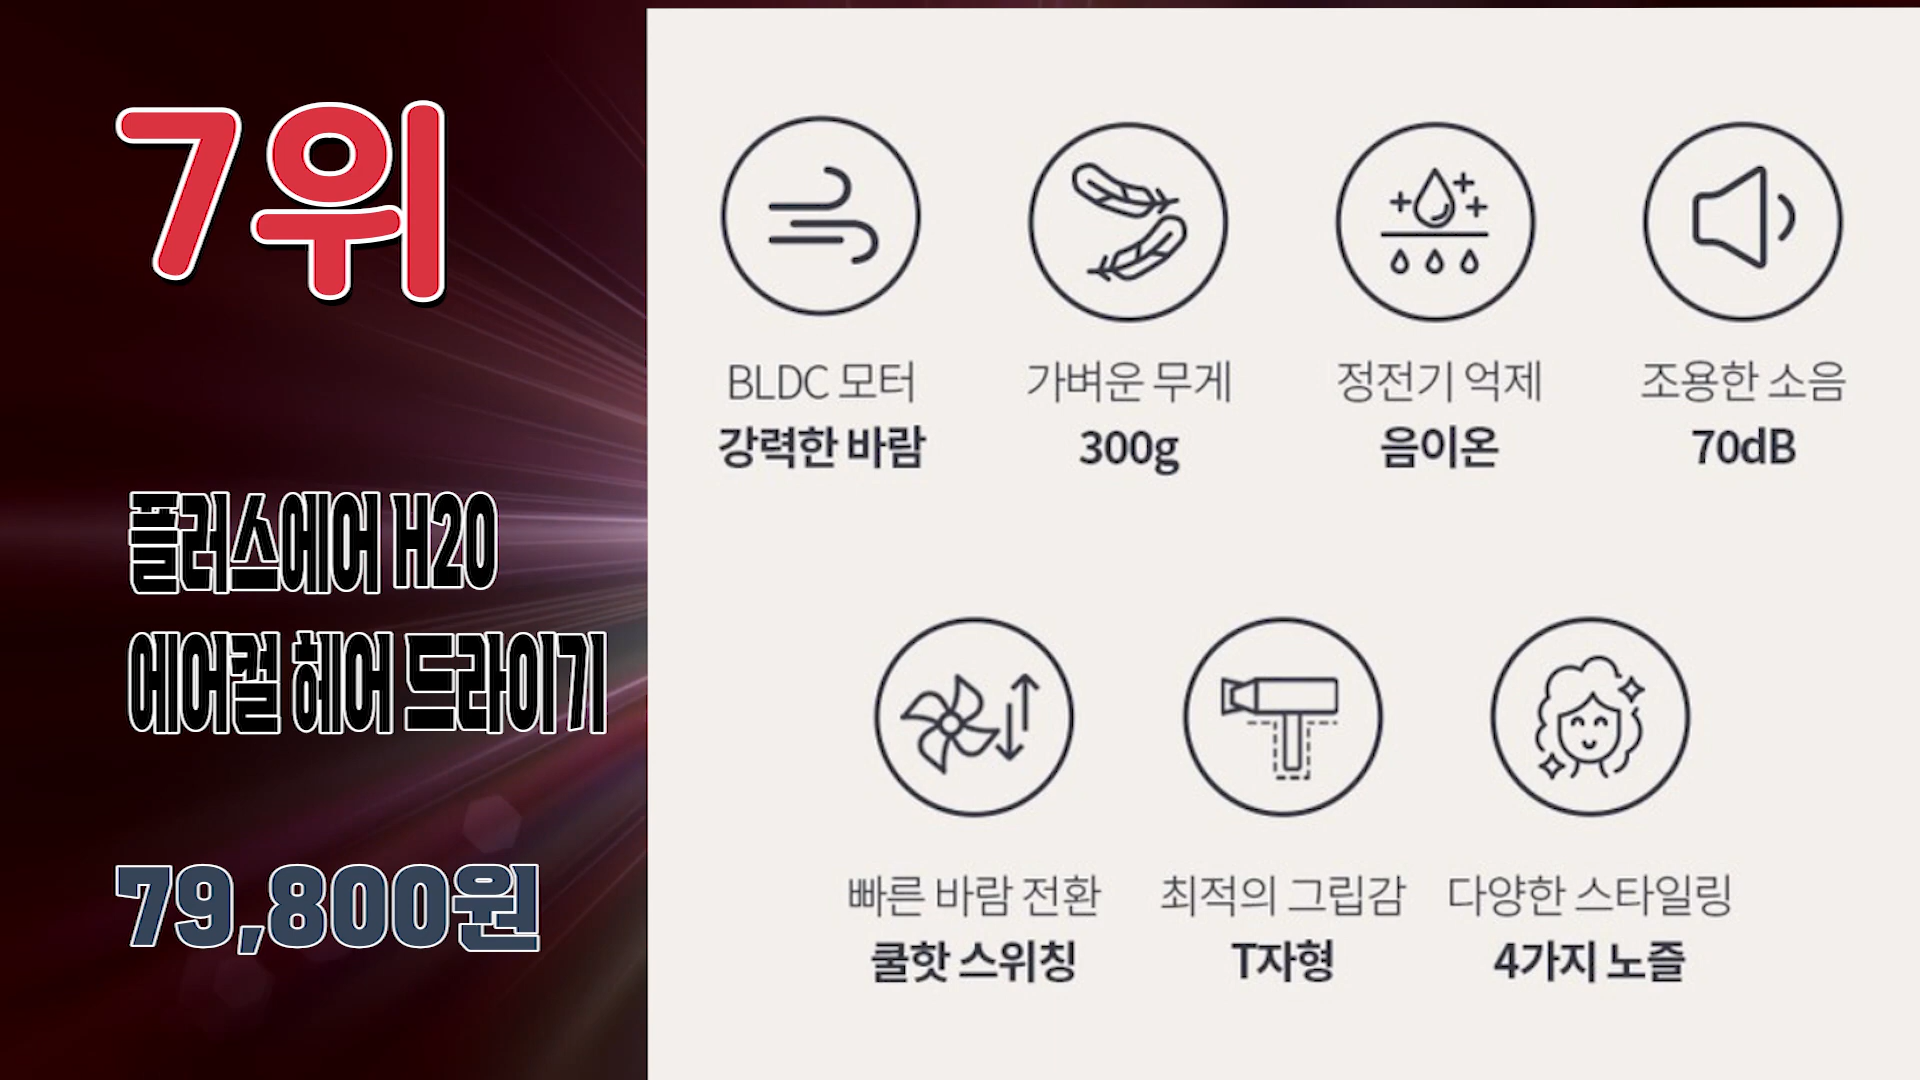 7위
플러스에어 H20
에어컬 헤어 드라이기
79,800원
BLDC 모터
강력한 바람
가벼운 무게
300g
정전기 억제
음이온
조용한 소음
70dB
빠른 바람 전환
쿨핫 스위칭
최적의 그립감
T자형
다양한 스타일링
4가지 노즐